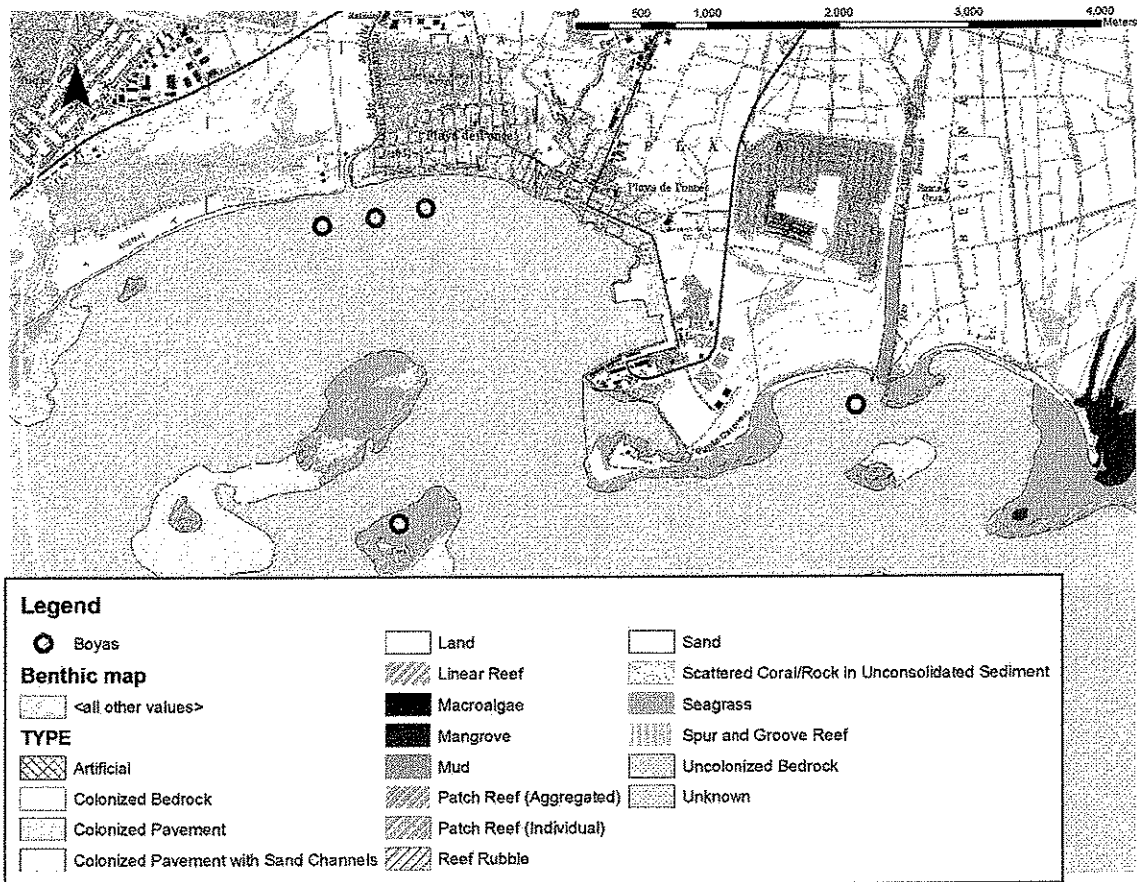 0 500 1,000 2,000 3,000 4,000
Meters
Playa de Ponce
P L A Y A
Playa de Ponce
Legend
Boyas
Benthic map
<all other values>
TYPE
Artificial
Colonized Bedrock
Colonized Pavement
Colonized Pavement with Sand Channels
Land
Linear Reef
Macroalgae
Mangrove
Mud
Patch Reef (Aggregated)
Patch Reef (Individual)
Reef Rubble
Sand
Scattered Coral/Rock in Unconsolidated Sediment
Seagrass
Spur and Groove Reef
Uncolonized Bedrock
Unknown